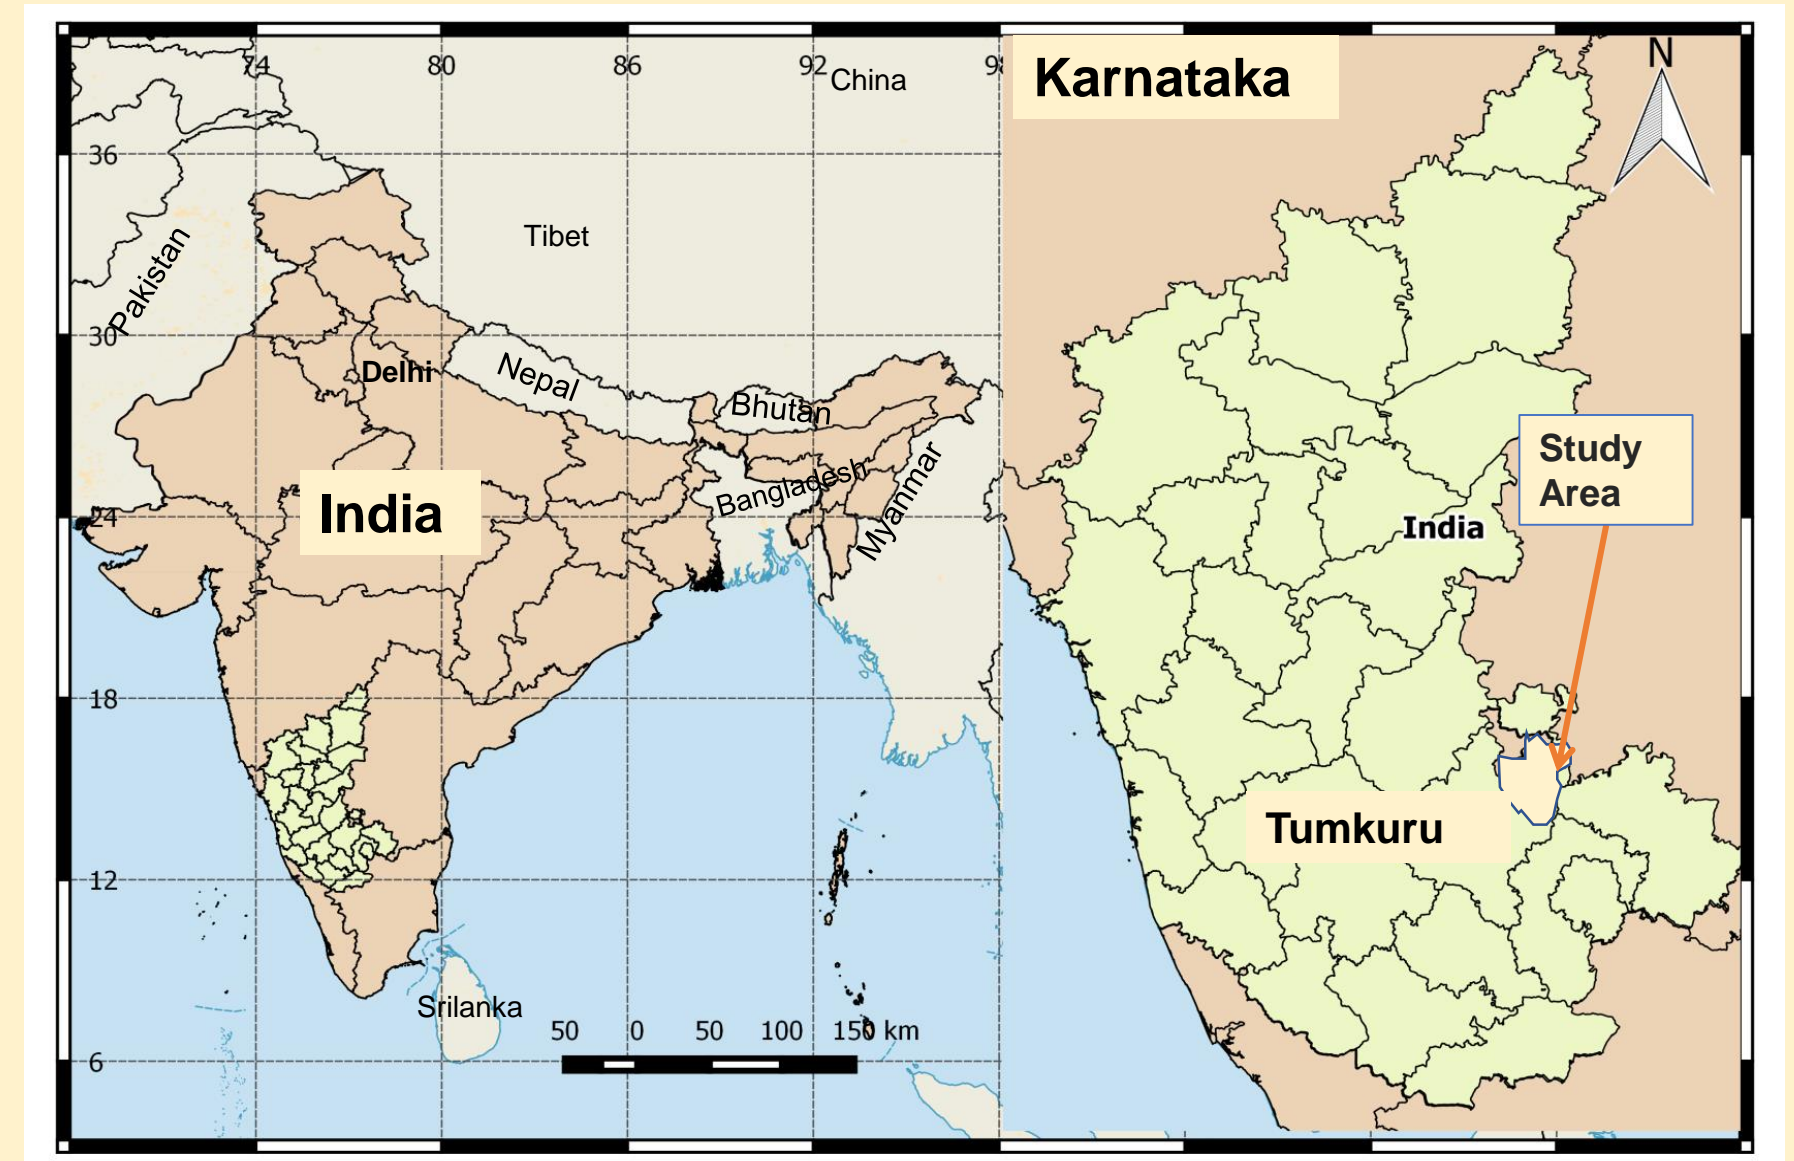 74
80
86
92
98
China
Karnataka
N
36
Tibet
Pakistan
30
Delhi
Nepal
Bhutan
Study
Area
Bangladesh
Myanmar
India
24
India
18
Tumkuru
12
Srilanka
50 0 50 100 150 km
6